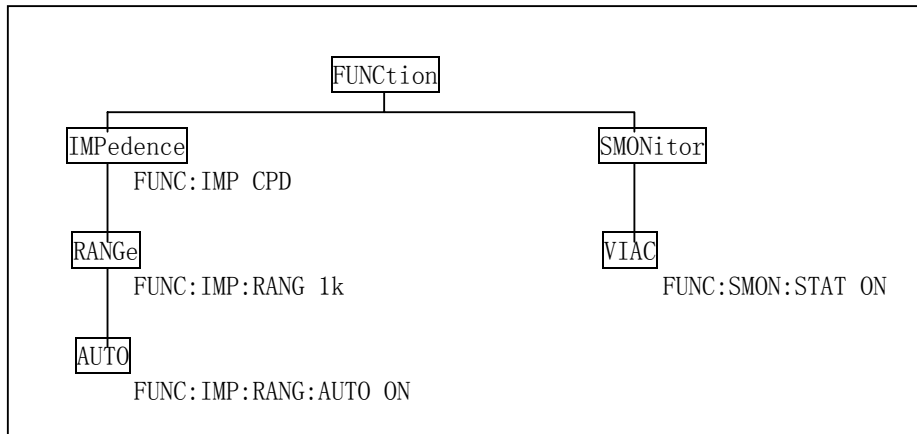 FUNCtion
IMPedence
SMONitor
FUNC:IMP CPD
RANGe
VIAC
FUNC:IMP:RANG 1k
FUNC:SMON:STAT ON
AUTO
FUNC:IMP:RANG:AUTO ON